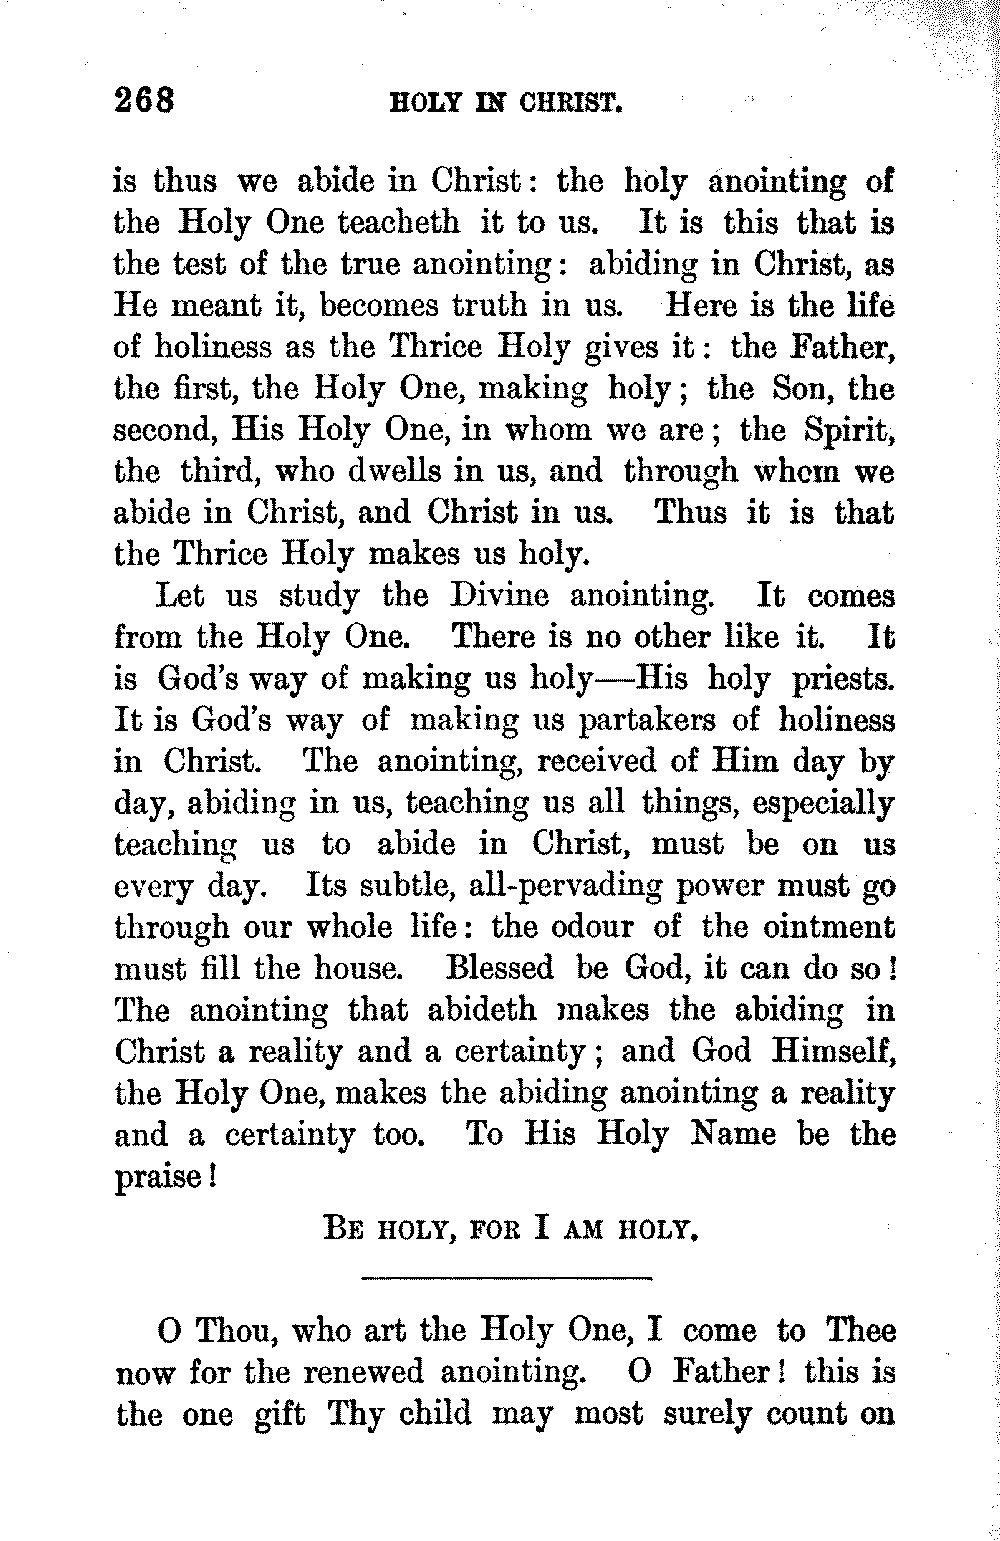 268 HOLY IN CHRIST.
is thus we abide in Christ: the holy anointing of
the Holy One teacheth it to us. It is this that is
the test of the true anointing: abiding in Christ, as
He meant it, becomes truth in us. Here is the life
of holiness as the Thrice Holy gives it: the Father,
the first, the Holy One, making holy; the Son, the
second, His Holy One, in whom we are; the Spirit,
the third, who dwells in us, and through whom we
abide in Christ, and Christ in us. Thus it is that
the Thrice Holy makes us holy.
Let us study the Divine anointing. It comes
from the Holy One. There is no other like it. It
is God's way of making us holy—His holy priests.
It is God's way of making us partakers of holiness
in Christ. The anointing, received of Him day by
day, abiding in us, teaching us all things, especially
teaching us to abide in Christ, must be on us
every day. Its subtle, all-pervading power must go
through our whole life: the odour of the ointment
must fill the house. Blessed be God, it can do so!
The anointing that abideth makes the abiding in
Christ a reality and a certainty; and God Himself,
the Holy One, makes the abiding anointing a reality
and a certainty too. To His Holy Name be the
praise!
BE HOLY, FOR I AM HOLY.
O Thou, who art the Holy One, I come to Thee
now for the renewed anointing. O Father! this is
the one gift Thy child may most surely count on